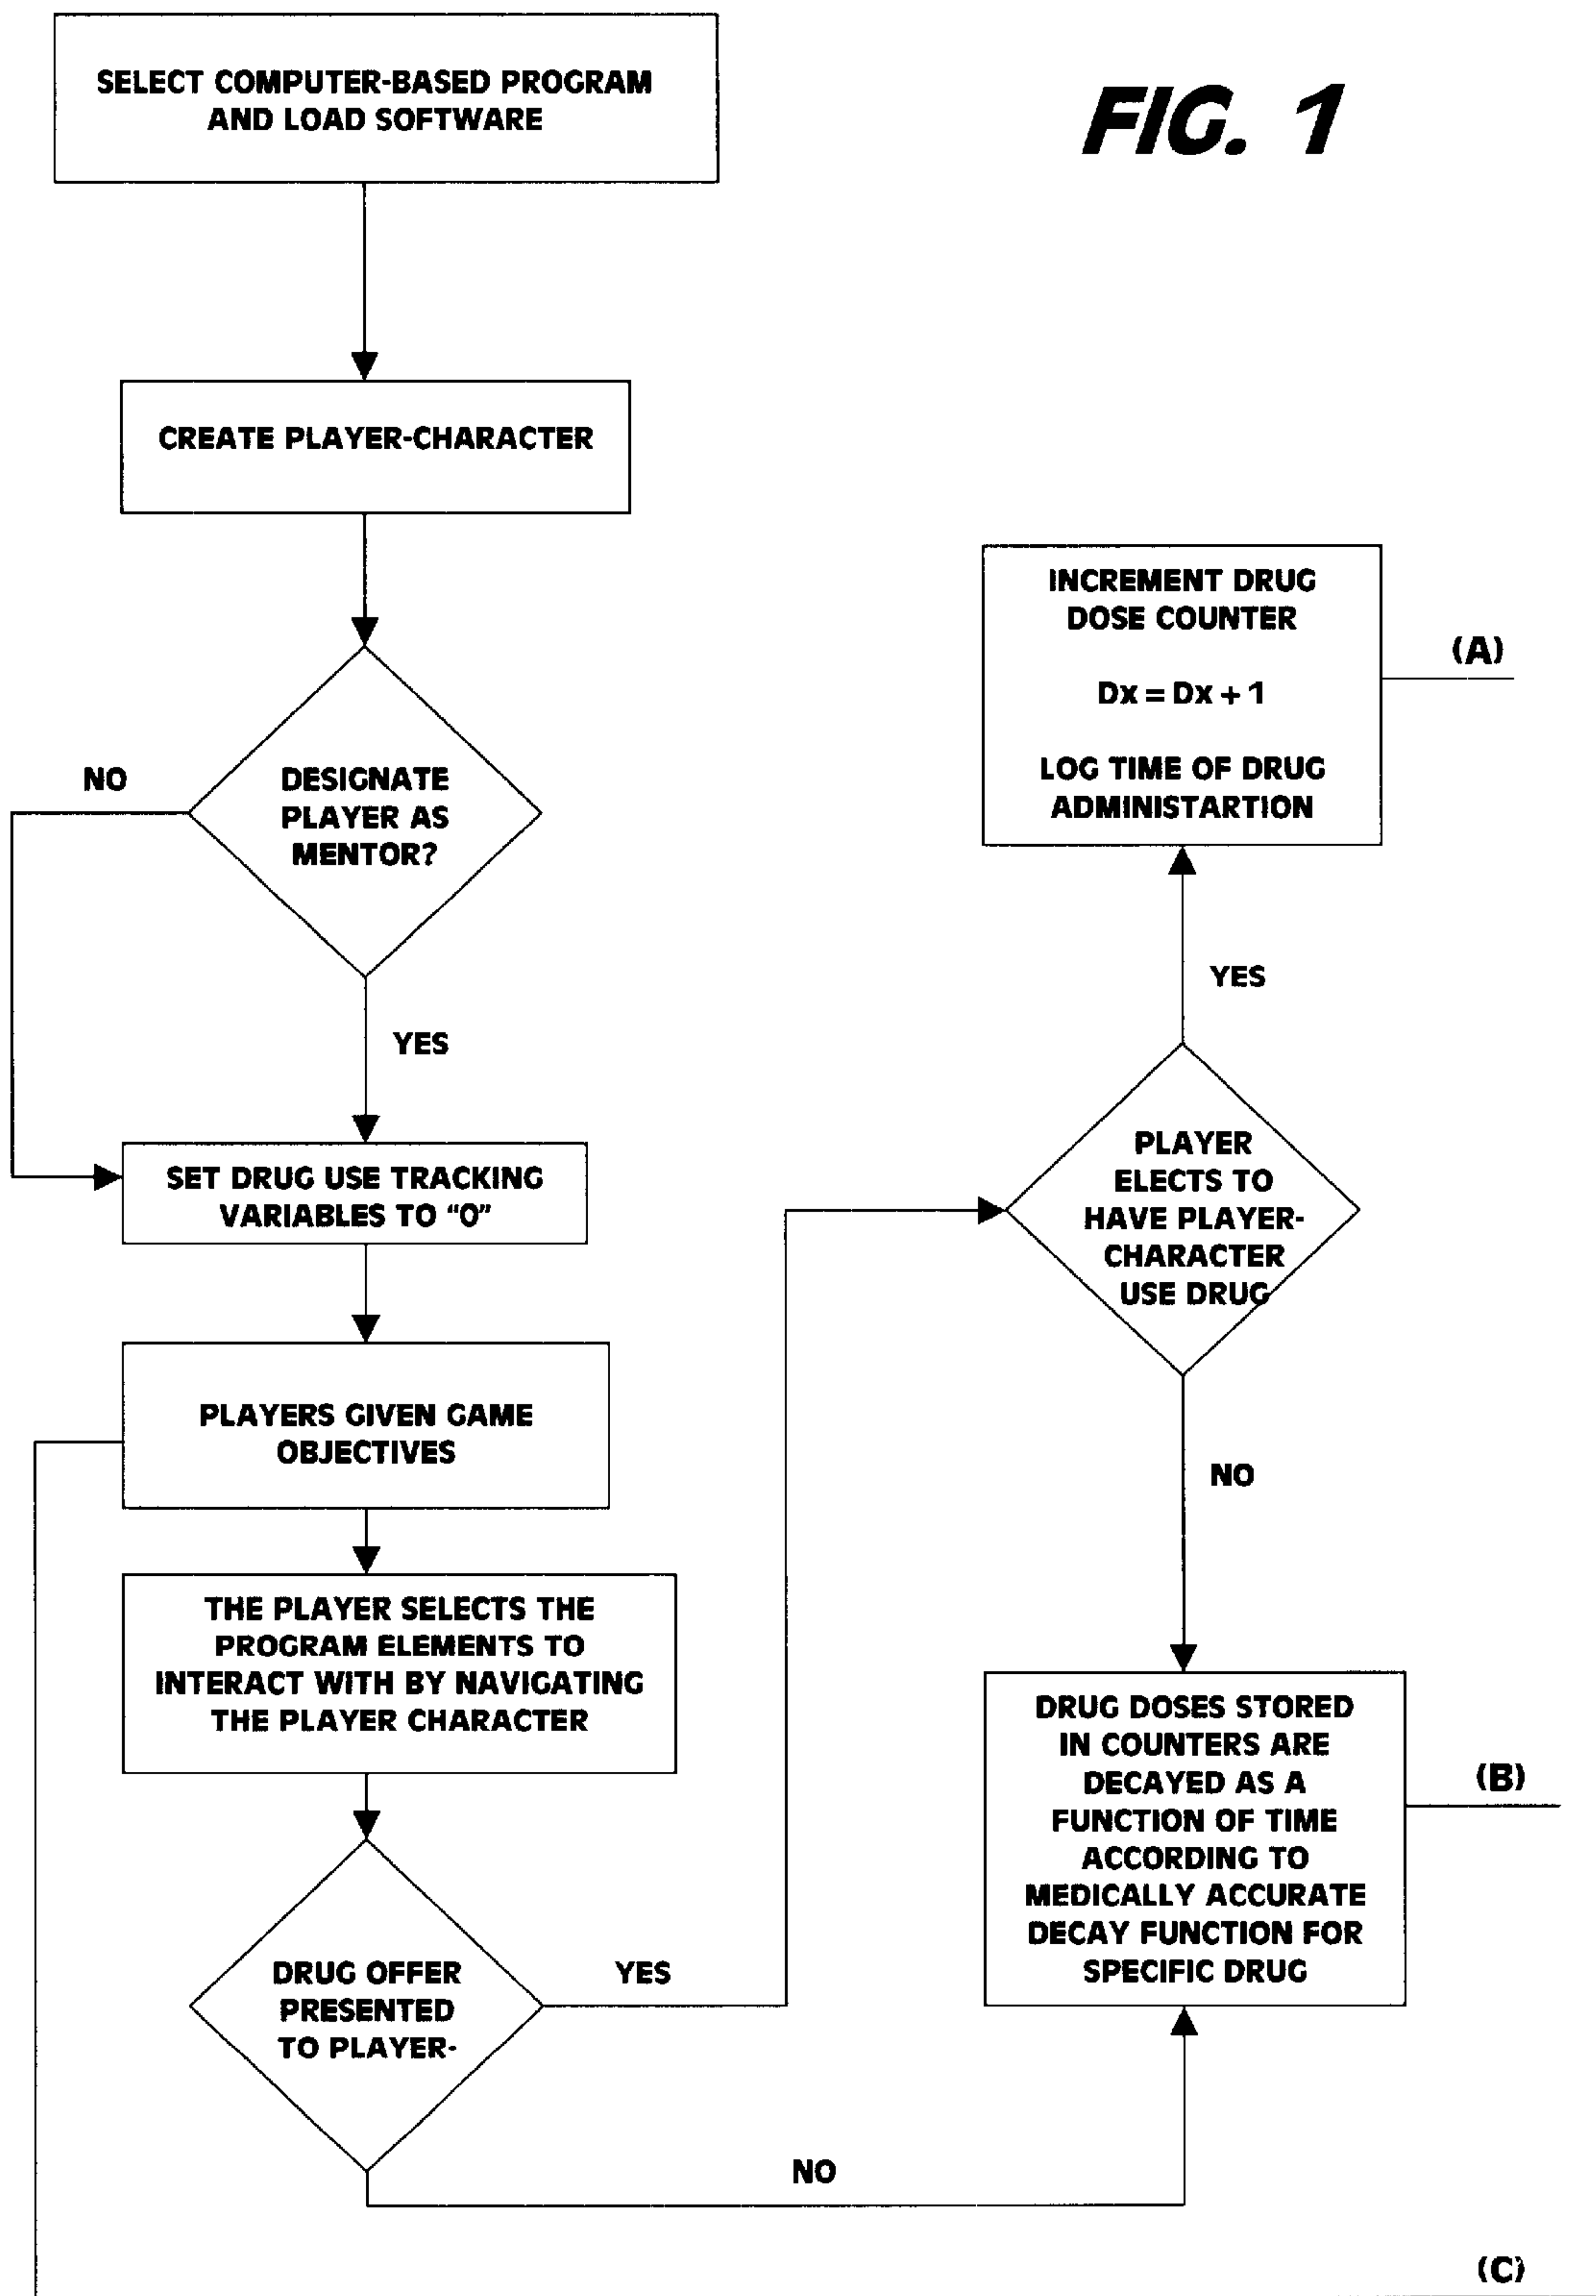 SELECT COMPUTER-BASED PROGRAM
AND LOAD SOFTWARE
FIG. 1
CREATE PLAYER-CHARACTER
DESIGNATE
PLAYER AS
MENTOR?
NO
YES
SET DRUG USE TRACKING
VARIABLES TO "0"
PLAYERS GIVEN GAME
OBJECTIVES
THE PLAYER SELECTS THE
PROGRAM ELEMENTS TO
INTERACT WITH BY NAVIGATING
THE PLAYER CHARACTER
DRUG OFFER
PRESENTED
TO PLAYER-
YES
NO
INCREMENT DRUG
DOSE COUNTER
Dx = Dx + 1
LOG TIME OF DRUG
ADMINISTARTION
(A)
YES
PLAYER
ELECTS TO
HAVE PLAYER-
CHARACTER
USE DRUG
NO
DRUG DOSES STORED
IN COUNTERS ARE
DECAYED AS A
FUNCTION OF TIME
ACCORDING TO
MEDICALLY ACCURATE
DECAY FUNCTION FOR
SPECIFIC DRUG
(B)
(C)